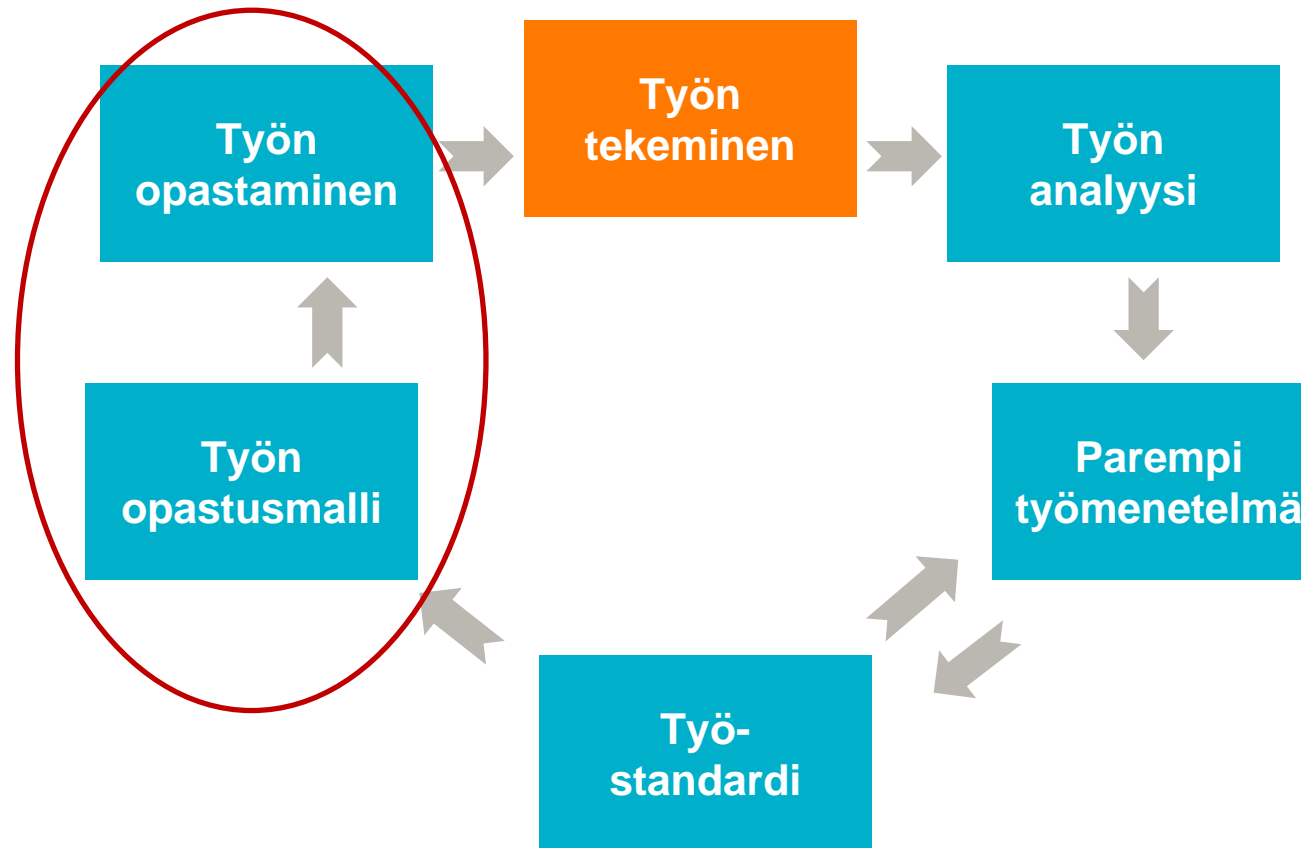 Työn
opastaminen
Työn
tekeminen
Työn
analyysi
Työn
opastusmalli
Parempi
työmenetelmä
Työ-
standardi